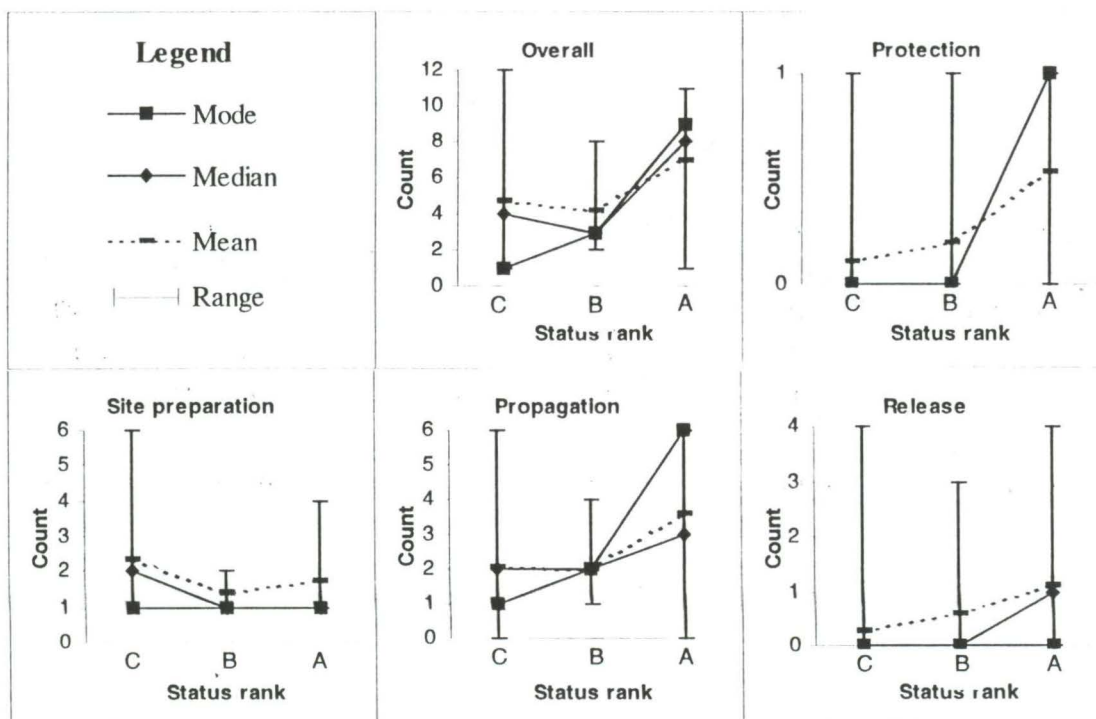 Legend
Mode
Median
Mean
Range
Overall
12
10
8
6
4
2
0
Count
C B A
Status rank
Protection
1
0
Count
C B A
Status rank
Site preparation
6
5
4
3
2
1
0
Count
C B A
Status rank
Propagation
6
5
4
3
2
1
0
Count
C B A
Status rank
Release
4
3
2
1
0
Count
C B A
Status rank